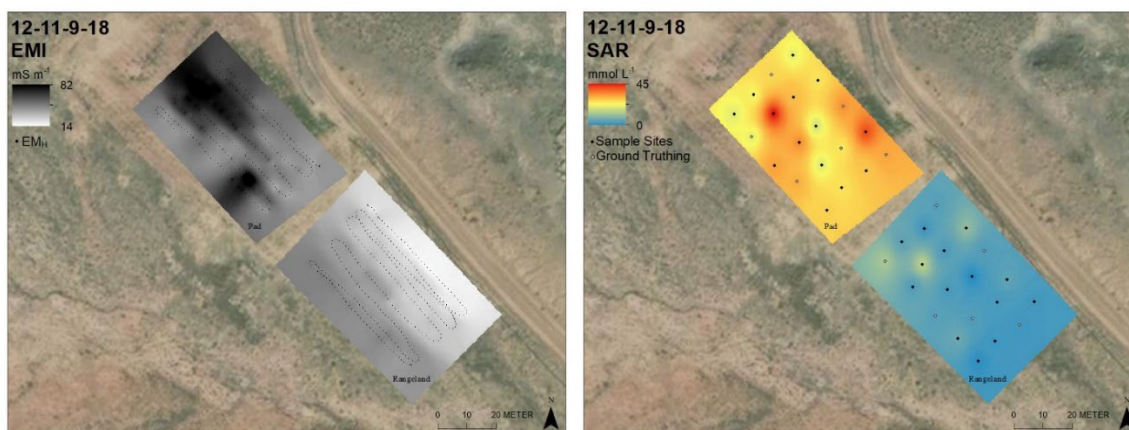 12-11-9-18
EMI
mS m⁻¹
82
14
• EM_H
Pad
Rangeland
0 10 20 METER
N
12-11-9-18
SAR
mmol L⁻¹
45
0
• Sample Sites
○ Ground Truthing
Pad
Rangeland
0 10 20 METER
N